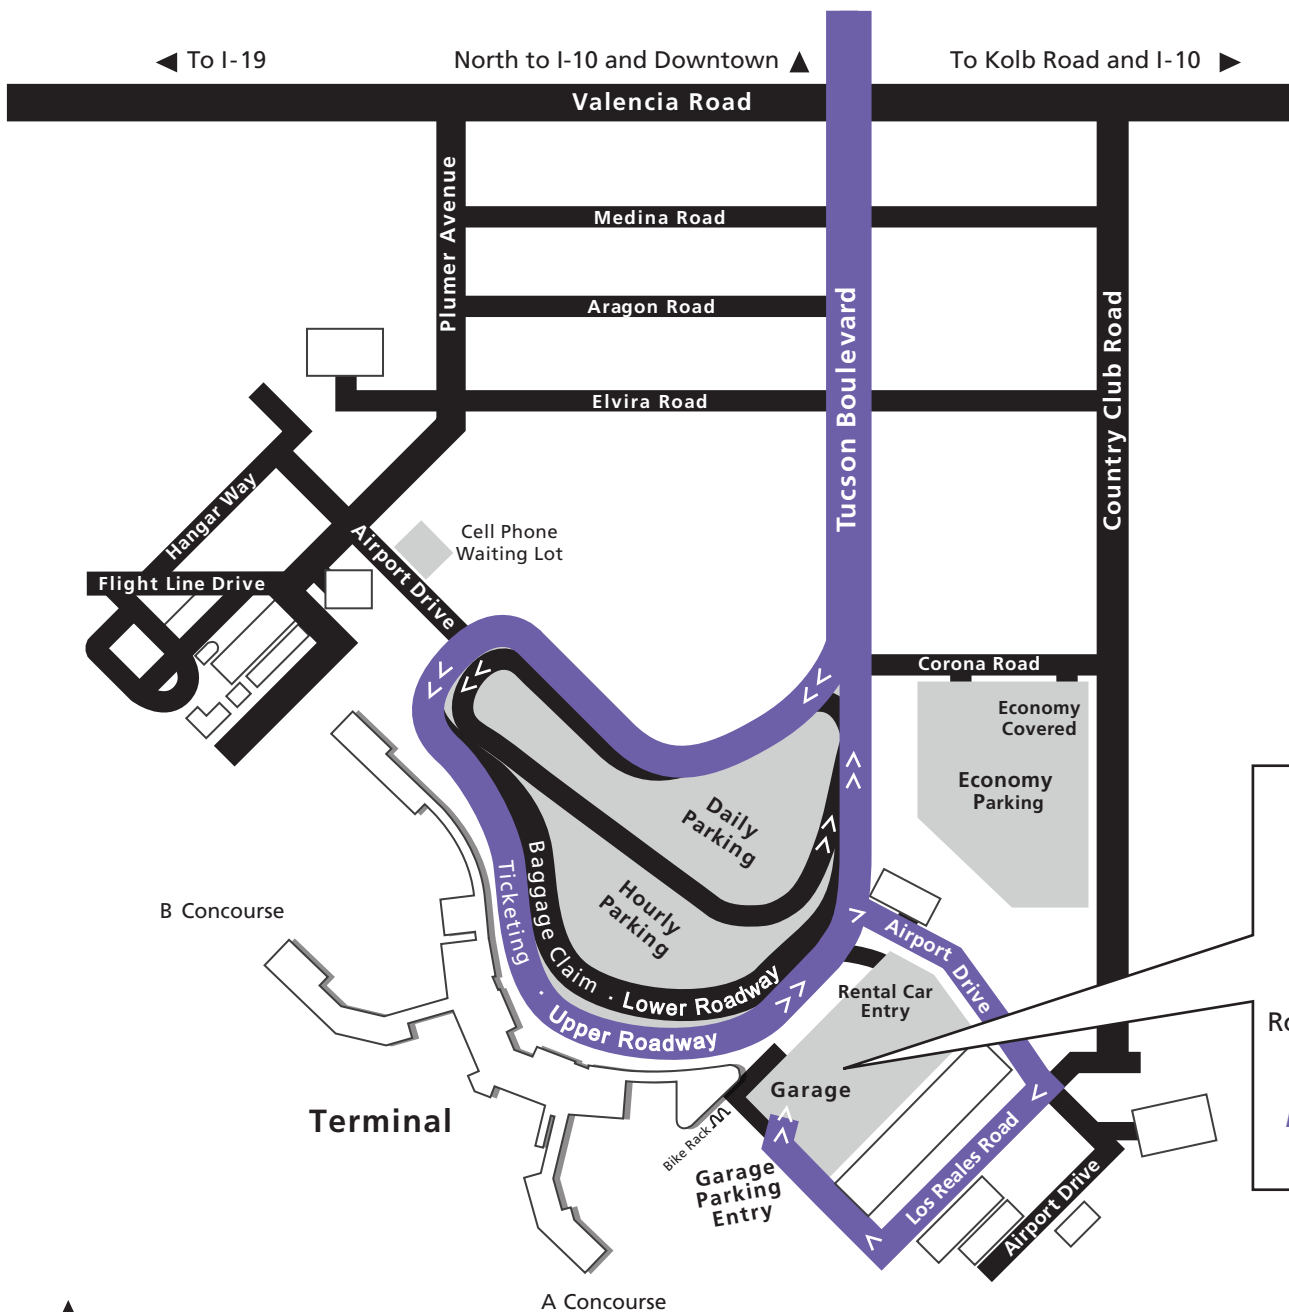 To I-19
North to I-10 and Downtown
To Kolb Road and I-10
Valencia Road
Plumer Avenue
Medina Road
Aragon Road
Elvira Road
Tucson Boulevard
Country Club Road
Hangar Way
Flight Line Drive
Airport Drive
Cell Phone
Waiting Lot
Corona Road
Economy
Covered
Economy
Parking
Daily
Parking
Hourly
Parking
Ticketing
Baggage Claim · Lower Roadway
· Upper Roadway
B Concourse
Airport Drive
Rental Car
Entry
Garage
Terminal
Bike Rack
Garage
Parking
Entry
Los Reales Road
Airport Drive
A Concourse